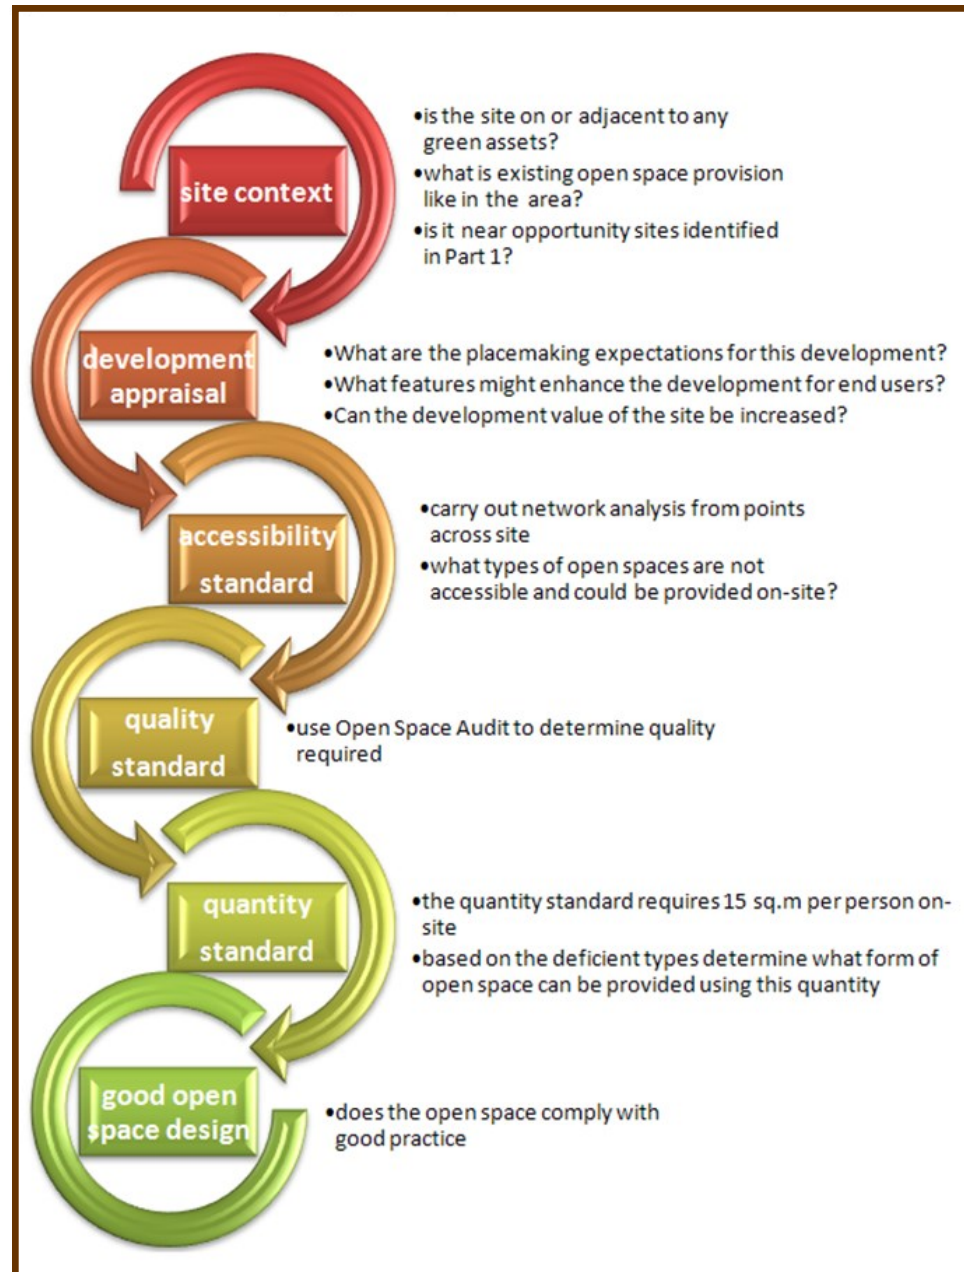 site context
•is the site on or adjacent to any
green assets?
•what is existing open space provision
like in the area?
•is it near opportunity sites identified
in Part 1?
development
appraisal
•What are the placemaking expectations for this development?
•What features might enhance the development for end users?
•Can the development value of the site be increased?
accessibility
standard
•carry out network analysis from points
across site
•what types of open spaces are not
accessible and could be provided on-site?
quality
standard
•use Open Space Audit to determine quality
required
quantity
standard
•the quantity standard requires 15 sq.m per person on-
site
•based on the deficient types determine what form of
open space can be provided using this quantity
good open
space design
•does the open space comply with
good practice